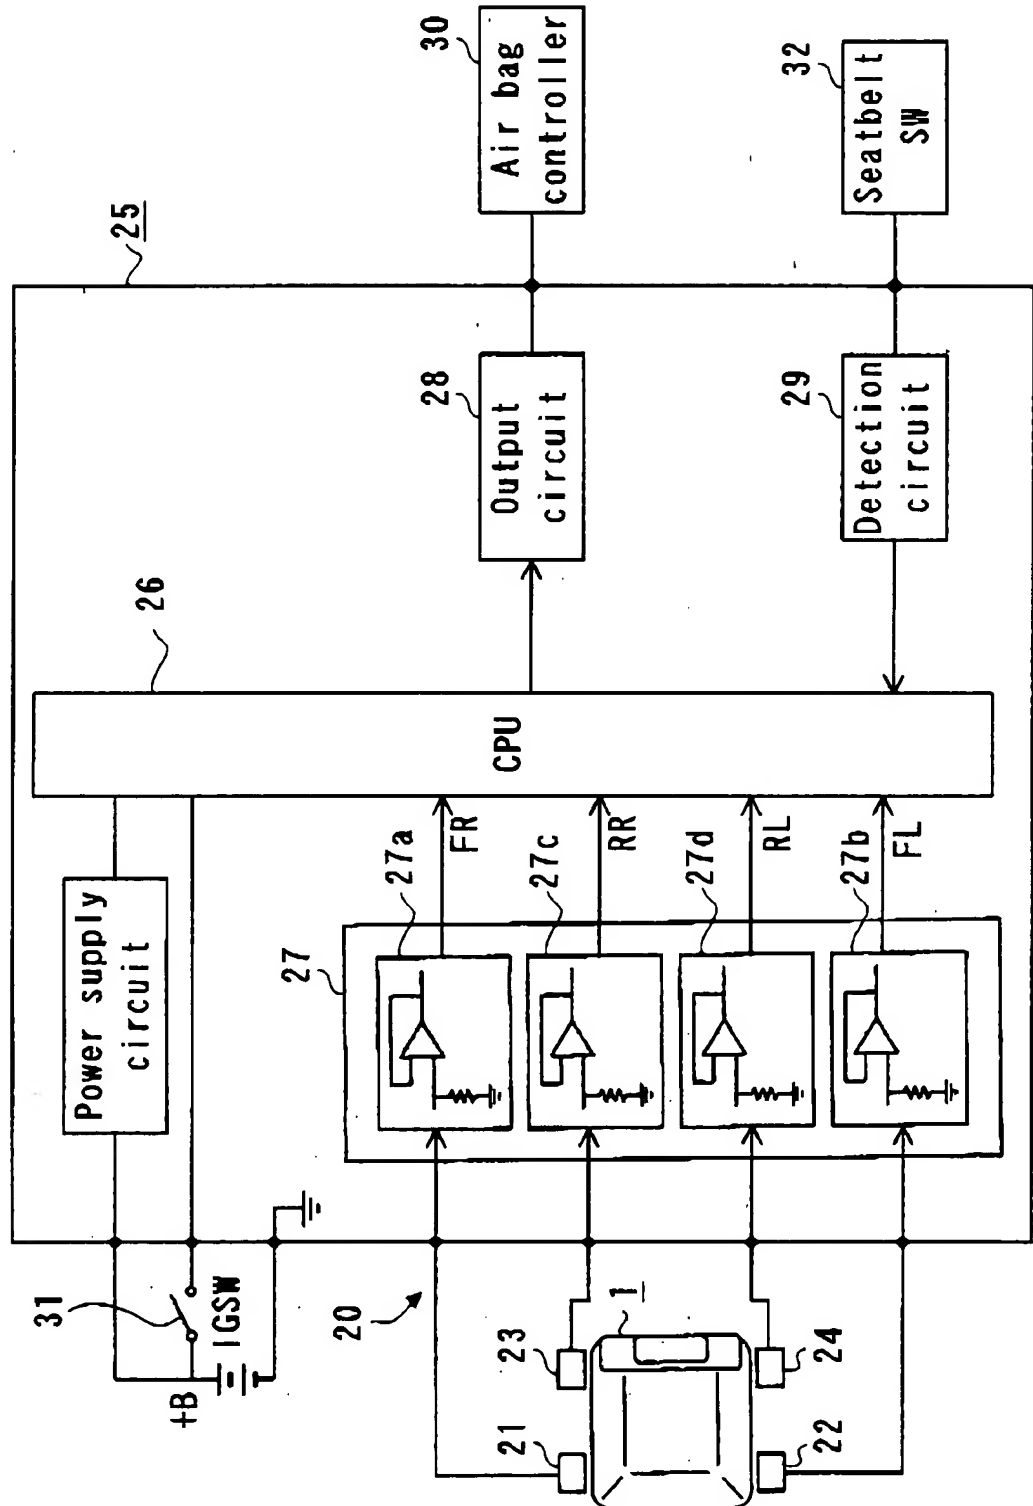 25
30
Air bag
controller
32
Seatbelt
SW
28
Output
circuit
29
Detection
circuit
26
CPU
Power supply
circuit
27
27a
FR
27c
RR
27d
RL
27b
FL
31
IGSW
+B
20
21
23
1
22
24